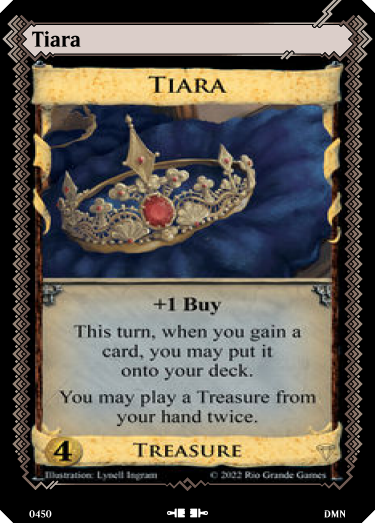 Tiara
TIARA
+1 Buy
This turn, when you gain a
card, you may put it
onto your deck.
You may play a Treasure from
your hand twice.
4
TREASURE
Illustration: Lynell Ingram
© 2022 Rio Grande Games
0450
DMN